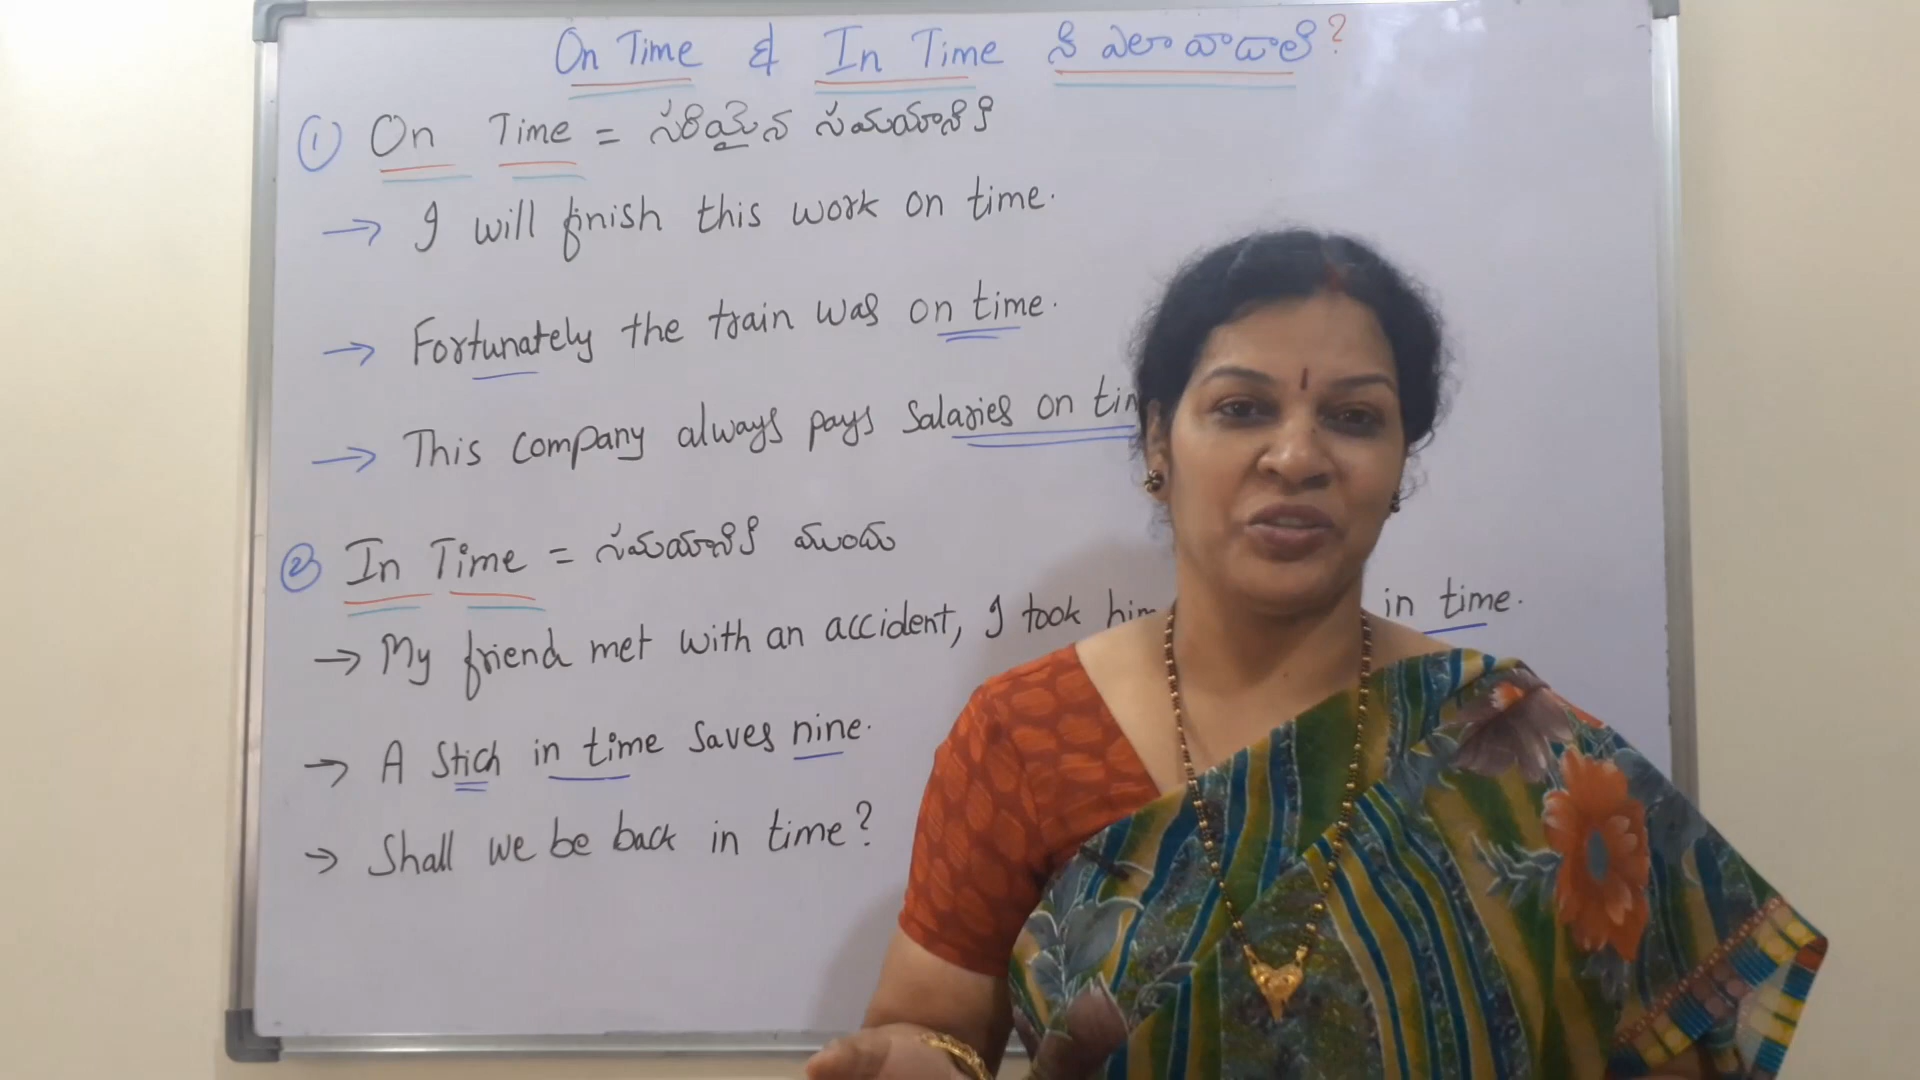 On Time & In Time ని ఎలా వాడాలి?
① On Time = సరియైన సమయానికి
→ I will finish this work on time.
→ Fortunately the train was on time.
→ This company always pays salaries on
② In Time = సమయానికి ముందు
→ My friend met with an accident, I took in time.
→ A Stich in time saves nine.
→ Shall we be back in time?